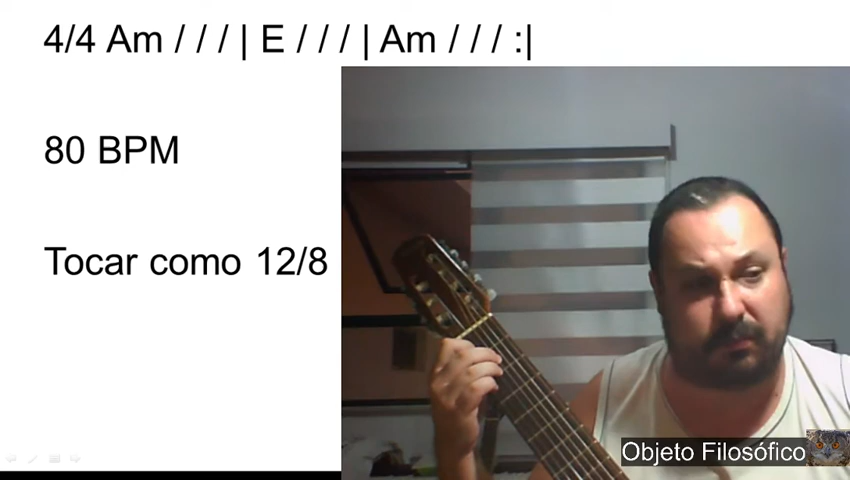 4/4 Am / / / | E / / / | Am / / / :|
80 BPM
Tocar como 12/8
Objeto Filosófico